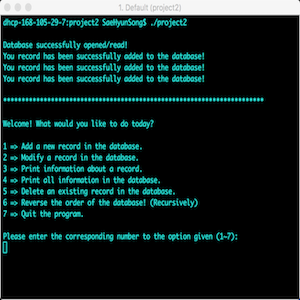 1. Default (project2)
dhcp-168-105-29-7:project2 SaeHyunSong$ ./project2
Database successfully opened/read!
You record has been successfully added to the database!
You record has been successfully added to the database!
You record has been successfully added to the database!
****************************************************************
Welcome! What would you like to do today?
1 => Add a new record in the database.
2 => Modify a record in the database.
3 => Print information about a record.
4 => Print all information in the database.
5 => Delete an existing record in the database.
6 => Reverse the order of the database! (Recursively)
7 => Quit the program.
Please enter the corresponding number to the option given (1~7):